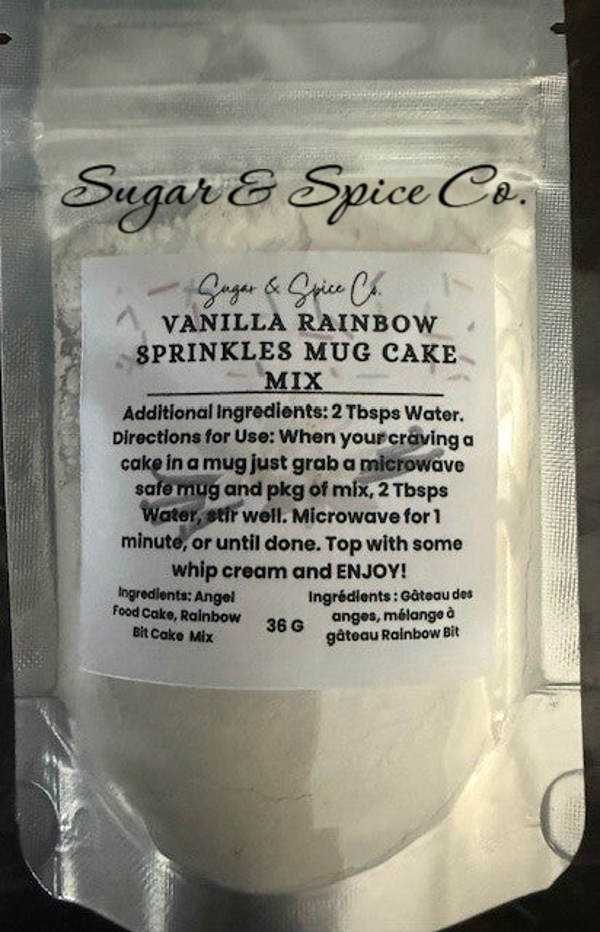 Sugar & Spice Co.
Sugar & Spice Co.
VANILLA RAINBOW
SPRINKLES MUG CAKE
MIX
Additional Ingredients: 2 Tbsps Water.
Directions for Use: When your craving a
cake in a mug just grab a microwave
safe mug and pkg of mix, 2 Tbsps
Water, stir well. Microwave for 1
minute, or until done. Top with some
whip cream and ENJOY!
Ingredients: Angel
Food Cake, Rainbow
Bit Cake Mix
36 G
Ingrédients : Gâteau des
anges, mélange à
gâteau Rainbow Bit